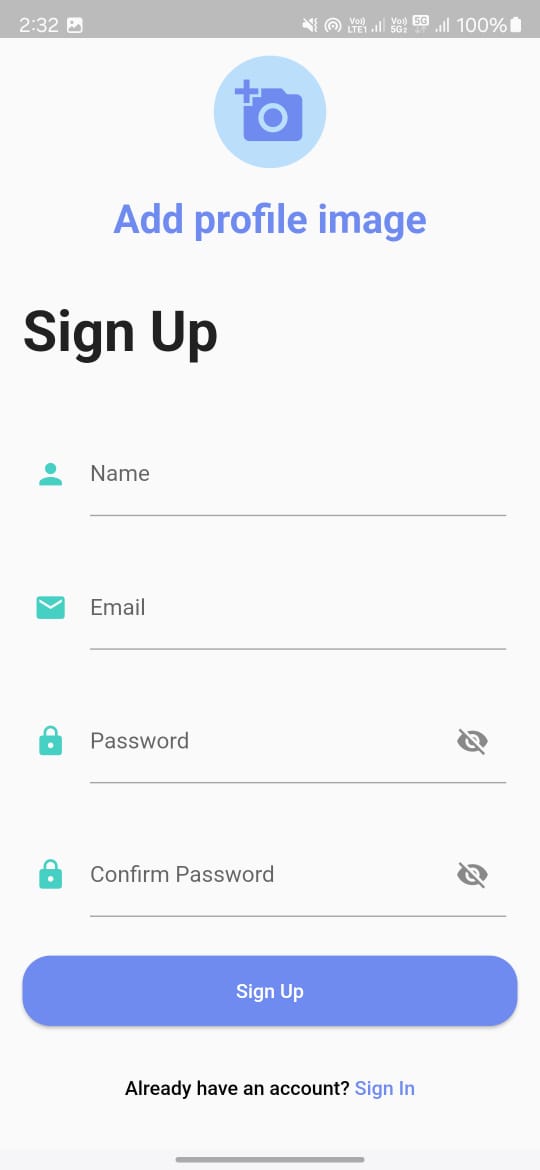 2:32 Vo)) LTE1 Vo)) 5G2 5G 100%
Add profile image
Sign Up
Name
Email
Password
Confirm Password
Sign Up
Already have an account? Sign In